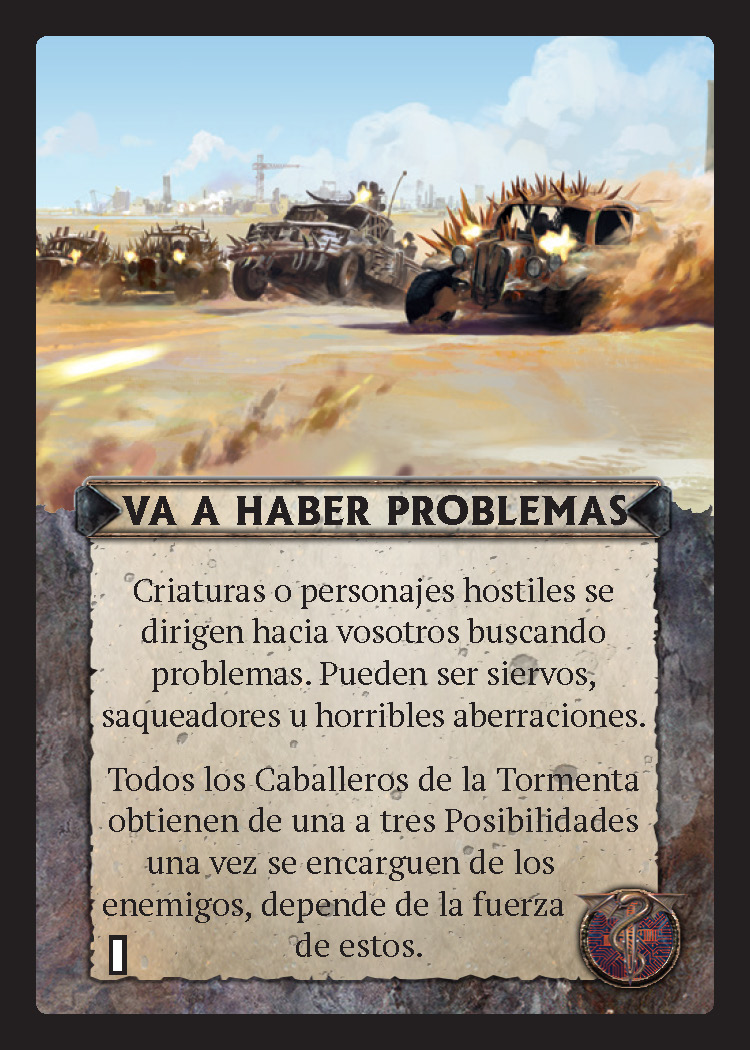 VA A HABER PROBLEMAS
Criaturas o personajes hostiles se
dirigen hacia vosotros buscando
problemas. Pueden ser siervos,
saqueadores u horribles aberraciones.
Todos los Caballeros de la Tormenta
obtienen de una a tres Posibilidades
una vez se encarguen de los
enemigos, depende de la fuerza
de estos.